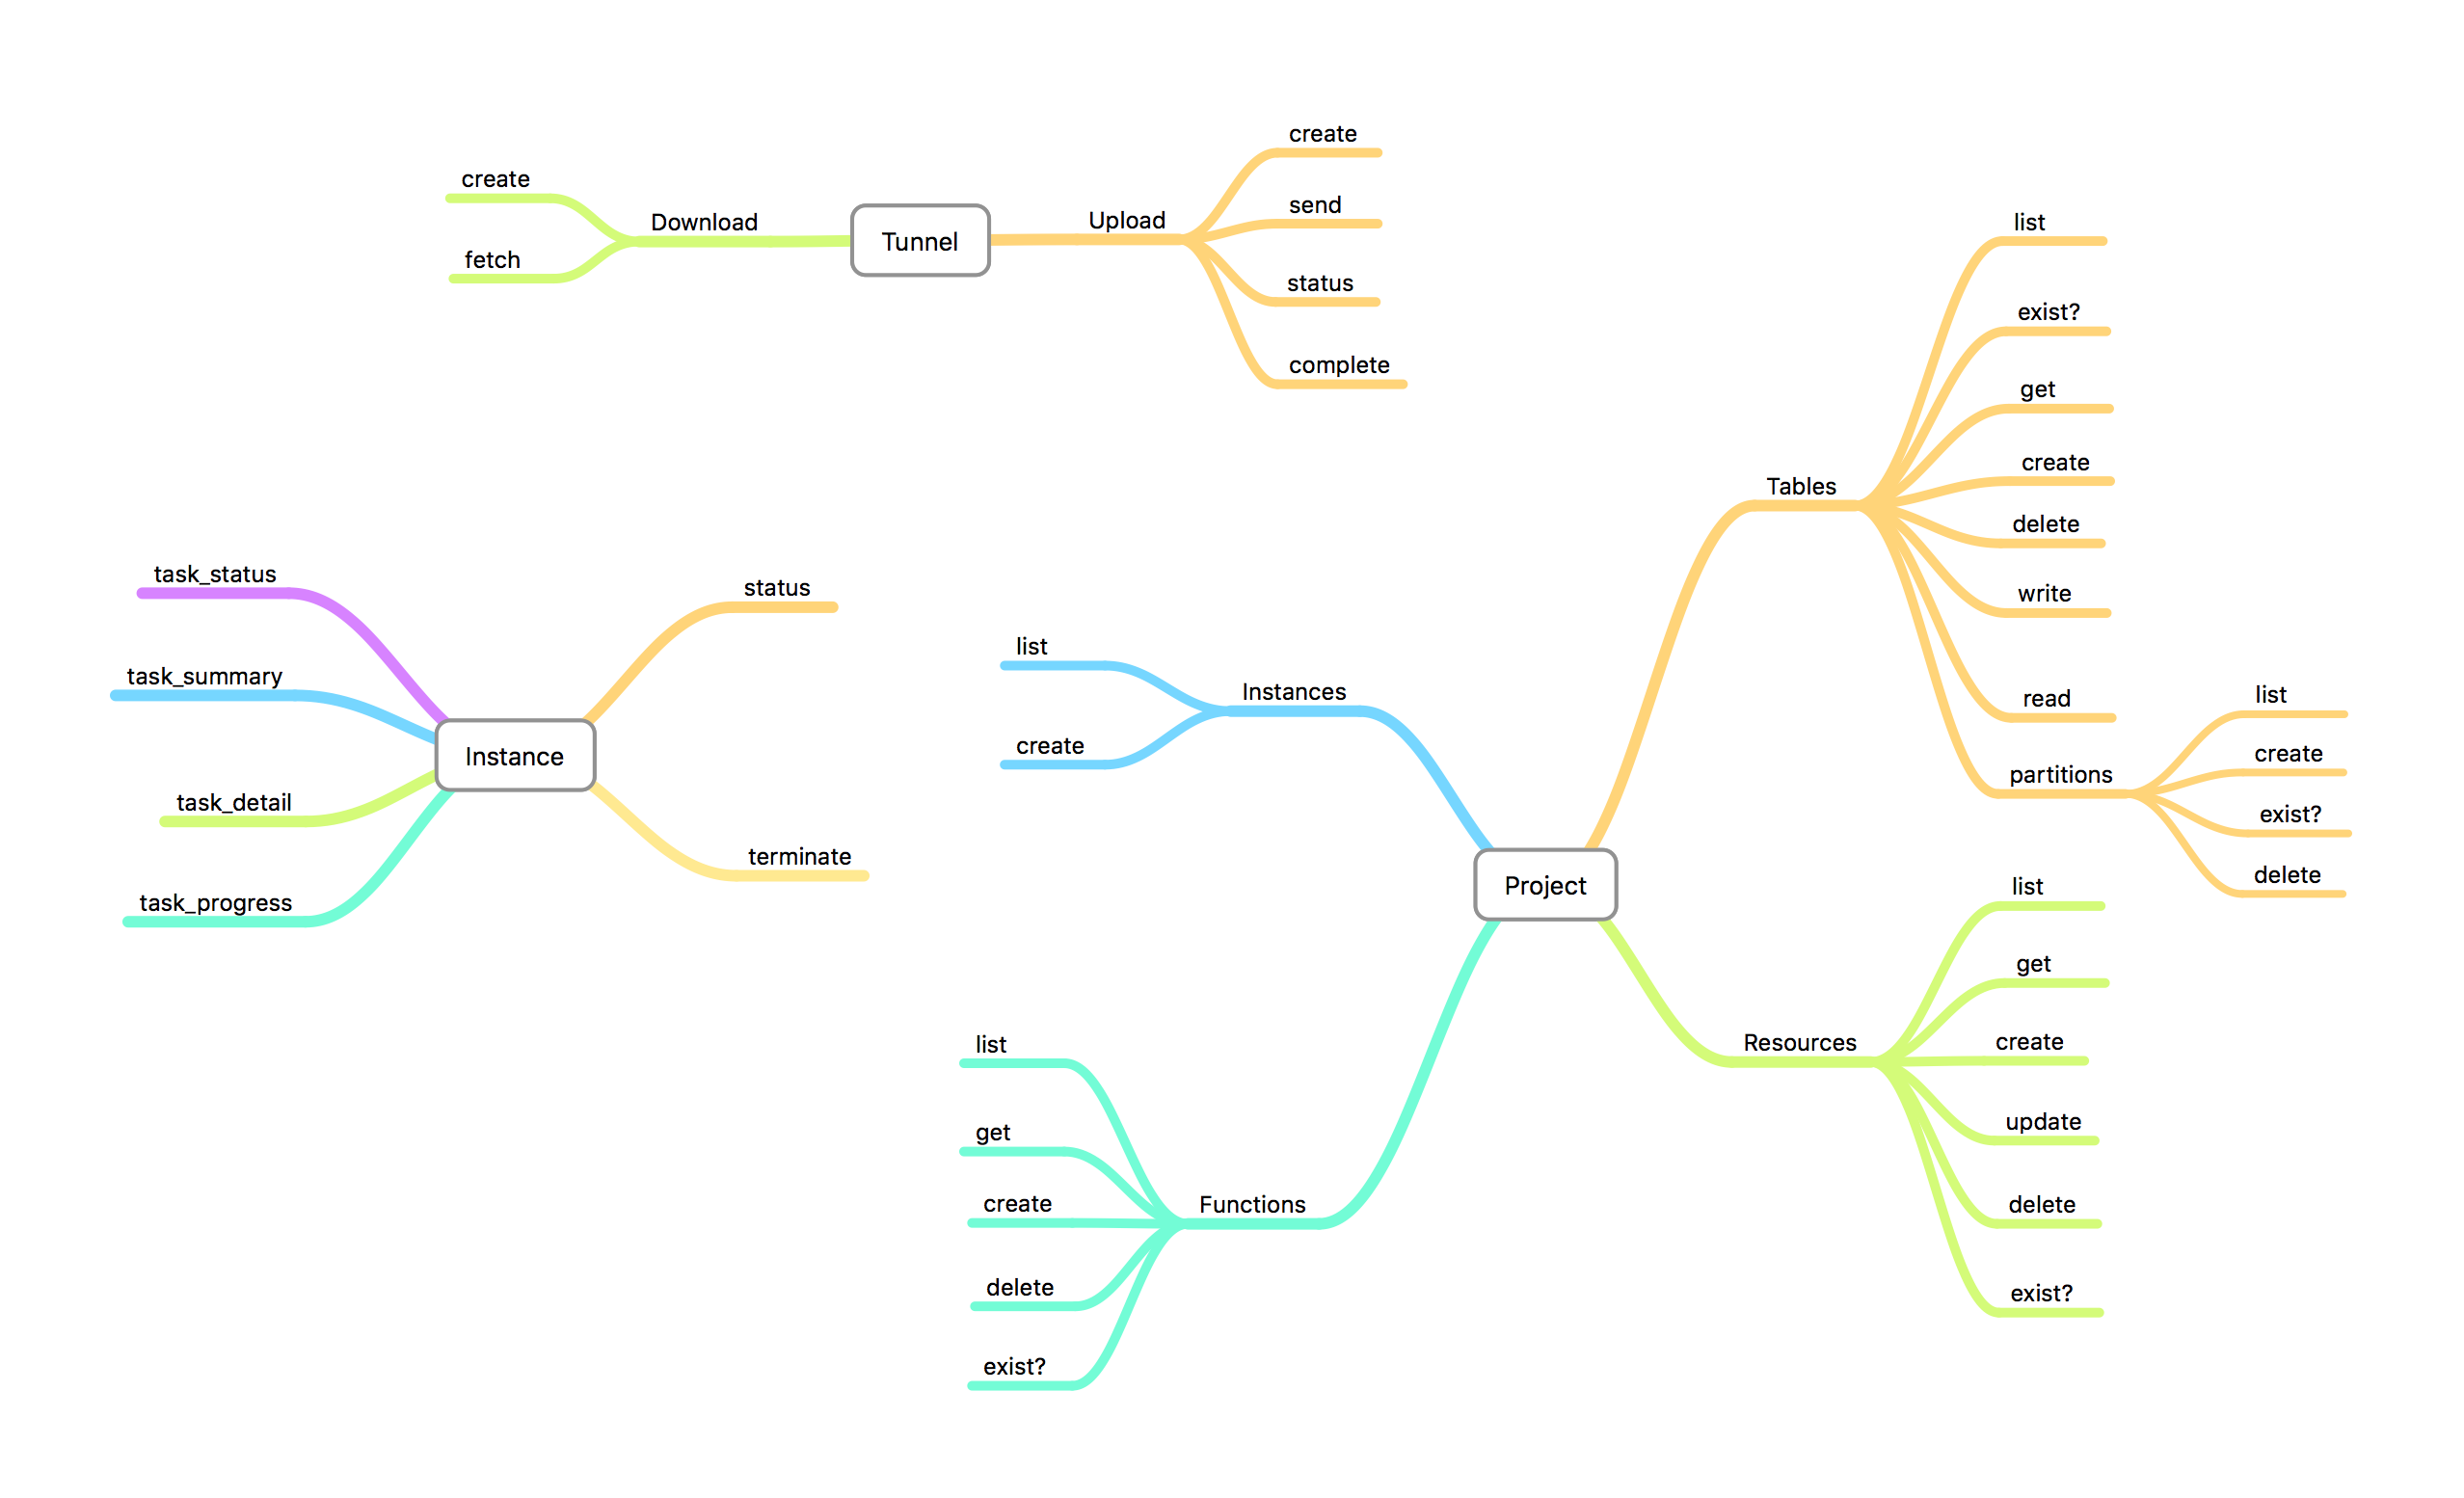 Tunnel
Download
create
fetch
Upload
create
send
status
complete
Instance
task_status
task_summary
task_detail
task_progress
status
terminate
Project
Instances
list
create
Functions
list
get
create
delete
exist?
Tables
list
exist?
get
create
delete
write
read
partitions
list
create
exist?
delete
Resources
list
get
create
update
delete
exist?